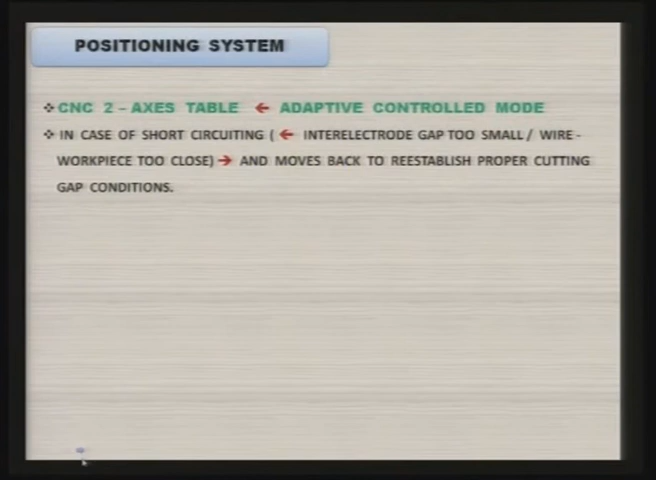 POSITIONING SYSTEM
❖ CNC 2 – AXES TABLE ← ADAPTIVE CONTROLLED MODE
❖ IN CASE OF SHORT CIRCUITING ( ← INTERELECTRODE GAP TOO SMALL / WIRE -
WORKPIECE TOO CLOSE) → AND MOVES BACK TO REESTABLISH PROPER CUTTING
GAP CONDITIONS.